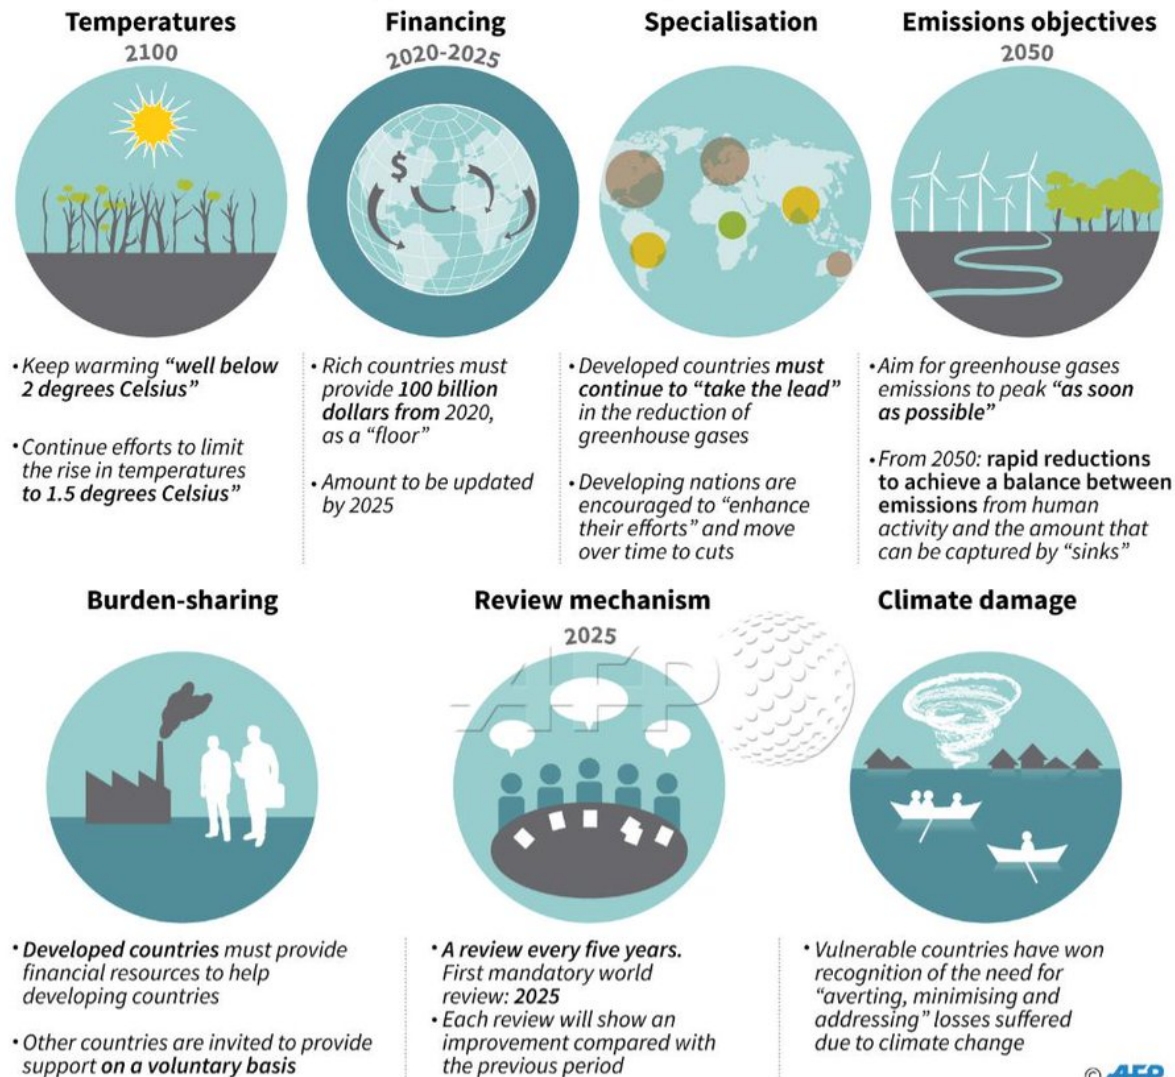 Temperatures
2100
• Keep warming “well below
2 degrees Celsius”
• Continue efforts to limit
the rise in temperatures
to 1.5 degrees Celsius”
Financing
2020-2025
$
• Rich countries must
provide 100 billion
dollars from 2020,
as a “floor”
• Amount to be updated
by 2025
Specialisation
• Developed countries must
continue to “take the lead”
in the reduction of
greenhouse gases
• Developing nations are
encouraged to “enhance
their efforts” and move
over time to cuts
Emissions objectives
2050
• Aim for greenhouse gases
emissions to peak “as soon
as possible”
• From 2050: rapid reductions
to achieve a balance between
emissions from human
activity and the amount that
can be captured by “sinks”
Burden-sharing
• Developed countries must provide
financial resources to help
developing countries
• Other countries are invited to provide
support on a voluntary basis
Review mechanism
2025
AFP
• A review every five years.
First mandatory world
review: 2025
• Each review will show an
improvement compared with
the previous period
Climate damage
• Vulnerable countries have won
recognition of the need for
“averting, minimising and
addressing” losses suffered
due to climate change
© AFP